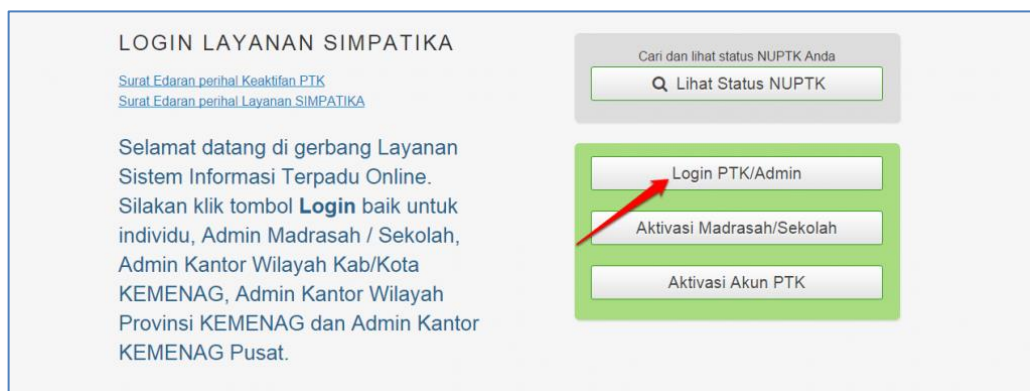 LOGIN LAYANAN SIMPATIKA
Surat Edaran perihal Keaktifan PTK
Surat Edaran perihal Layanan SIMPATIKA
Selamat datang di gerbang Layanan
Sistem Informasi Terpadu Online.
Silakan klik tombol Login baik untuk
individu, Admin Madrasah / Sekolah,
Admin Kantor Wilayah Kab/Kota
KEMENAG, Admin Kantor Wilayah
Provinsi KEMENAG dan Admin Kantor
KEMENAG Pusat.
Cari dan lihat status NUPTK Anda
Lihat Status NUPTK
Login PTK/Admin
Aktivasi Madrasah/Sekolah
Aktivasi Akun PTK